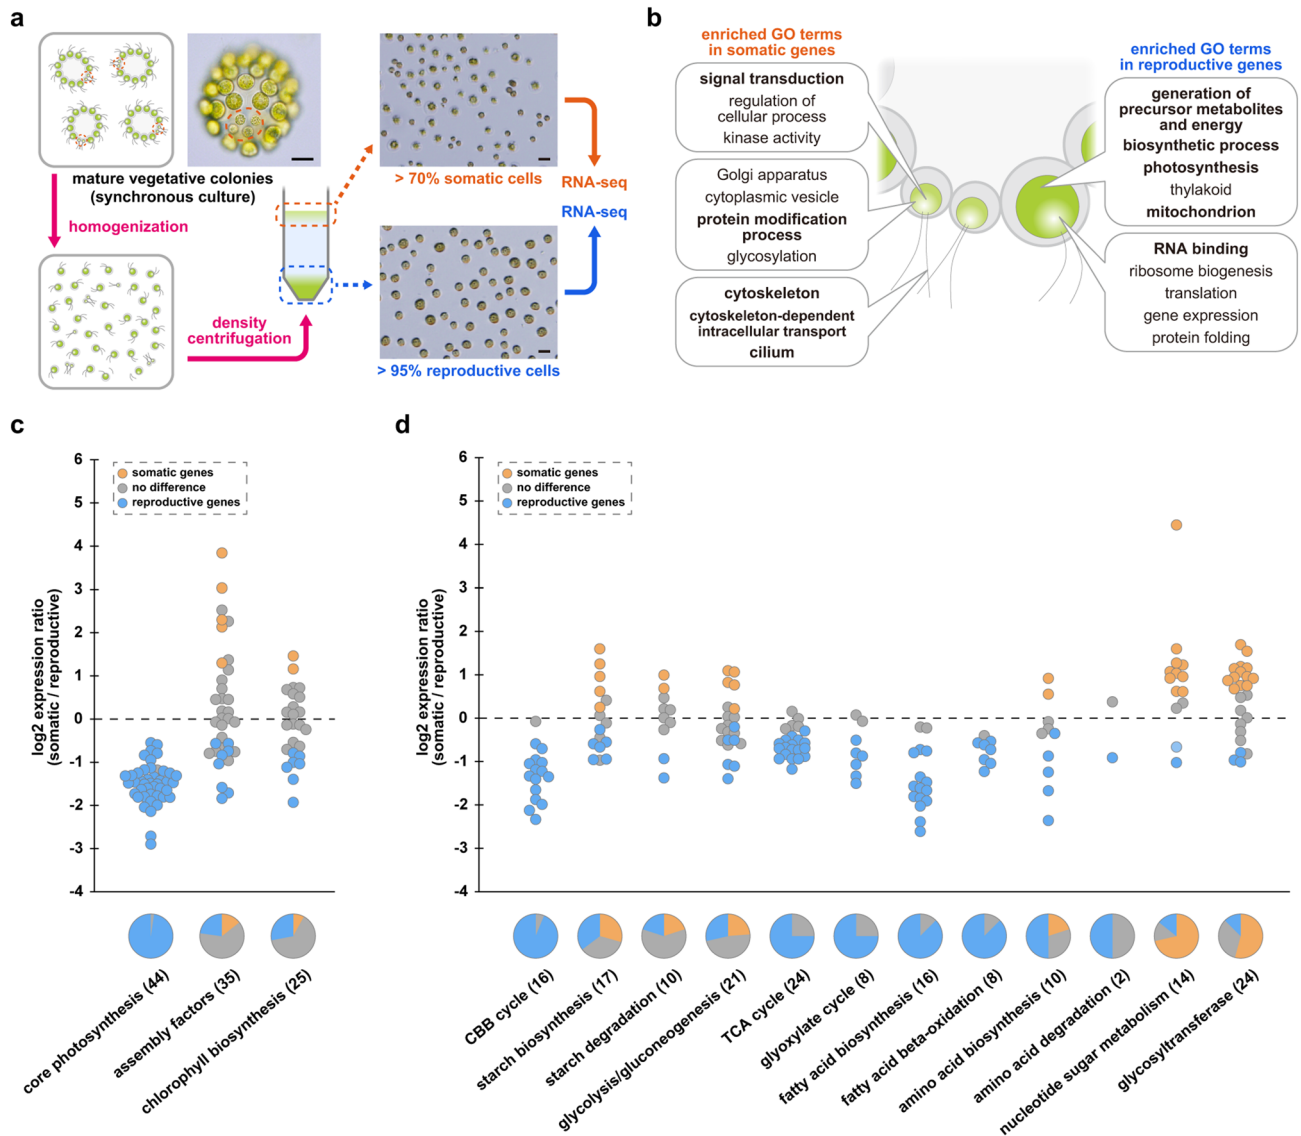 a
mature vegetative colonies
(synchronous culture)
homogenization
density
centrifugation
> 70% somatic cells
RNA-seq
RNA-seq
> 95% reproductive cells
b
enriched GO terms
in somatic genes
signal transduction
regulation of
cellular process
kinase activity
Golgi apparatus
cytoplasmic vesicle
protein modification
process
glycosylation
cytoskeleton
cytoskeleton-dependent
intracellular transport
cilium
enriched GO terms
in reproductive genes
generation of
precursor metabolites
and energy
biosynthetic process
photosynthesis
thylakoid
mitochondrion
RNA binding
ribosome biogenesis
translation
gene expression
protein folding
c
log2 expression ratio
(somatic / reproductive)
6
5
4
3
2
1
0
-1
-2
-3
-4
somatic genes
no difference
reproductive genes
core photosynthesis (44)
assembly factors (35)
chlorophyll biosynthesis (25)
d
log2 expression ratio
(somatic / reproductive)
6
5
4
3
2
1
0
-1
-2
-3
-4
somatic genes
no difference
reproductive genes
CBB cycle (16)
starch biosynthesis (17)
starch degradation (10)
glycolysis/gluconeogenesis (21)
TCA cycle (24)
glyoxylate cycle (8)
fatty acid biosynthesis (16)
fatty acid beta-oxidation (8)
amino acid biosynthesis (10)
amino acid degradation (2)
nucleotide sugar metabolism (14)
glycosyltransferase (24)